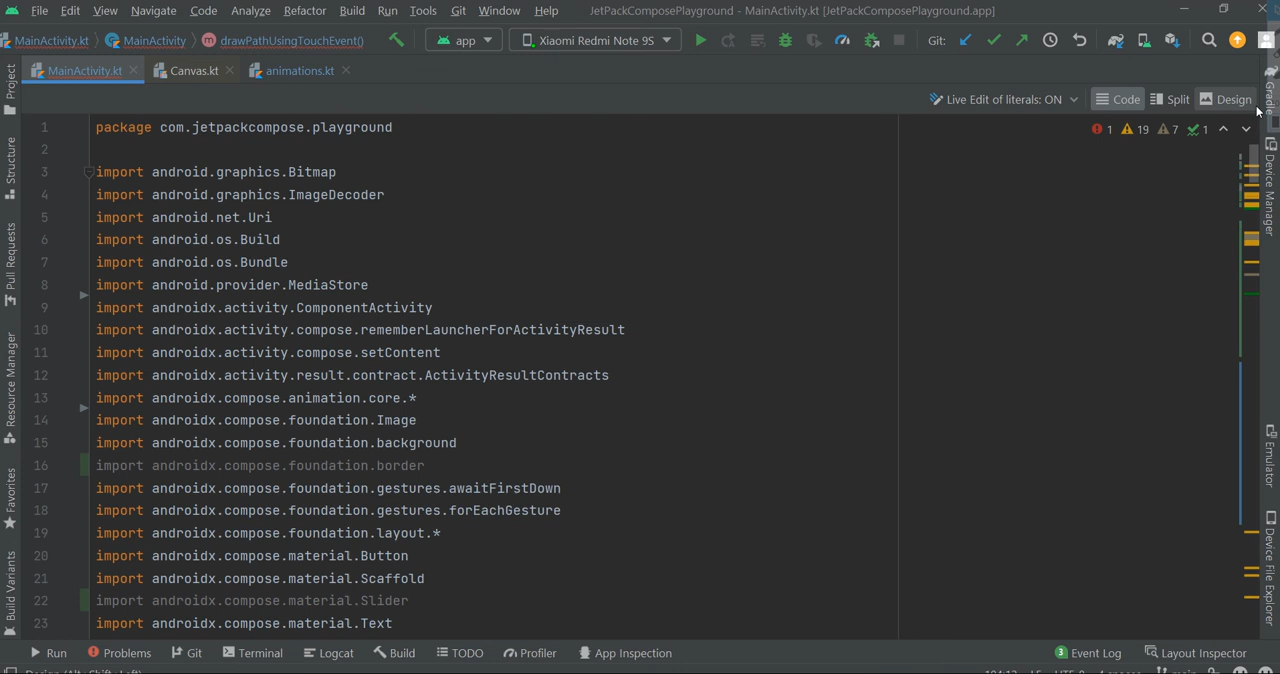 File Edit View Navigate Code Analyze Refactor Build Run Tools Git Window Help JetPackComposePlayground - MainActivity.kt [JetPackComposePlayground.app]
MainActivity.kt MainActivity drawPathUsingTouchEvent() app Xiaomi Redmi Note 9S Git:
MainActivity.kt Canvas.kt animations.kt
Live Edit of literals: ON Code Split Design
1 19 7 1
1 package com.jetpackcompose.playground
2
3 import android.graphics.Bitmap
4 import android.graphics.ImageDecoder
5 import android.net.Uri
6 import android.os.Build
7 import android.os.Bundle
8 import android.provider.MediaStore
9 import androidx.activity.ComponentActivity
10 import androidx.activity.compose.rememberLauncherForActivityResult
11 import androidx.activity.compose.setContent
12 import androidx.activity.result.contract.ActivityResultContracts
13 import androidx.compose.animation.core.*
14 import androidx.compose.foundation.Image
15 import androidx.compose.foundation.background
16 import androidx.compose.foundation.border
17 import androidx.compose.foundation.gestures.awaitFirstDown
18 import androidx.compose.foundation.gestures.forEachGesture
19 import androidx.compose.foundation.layout.*
20 import androidx.compose.material.Button
21 import androidx.compose.material.Scaffold
22 import androidx.compose.material.Slider
23 import androidx.compose.material.Text
Project
Structure
Pull Requests
Resource Manager
Favorites
Build Variants
Gradle
Device Manager
Emulator
Device File Explorer
Run Problems Git Terminal Logcat Build TODO Profiler App Inspection 3 Event Log Layout Inspector